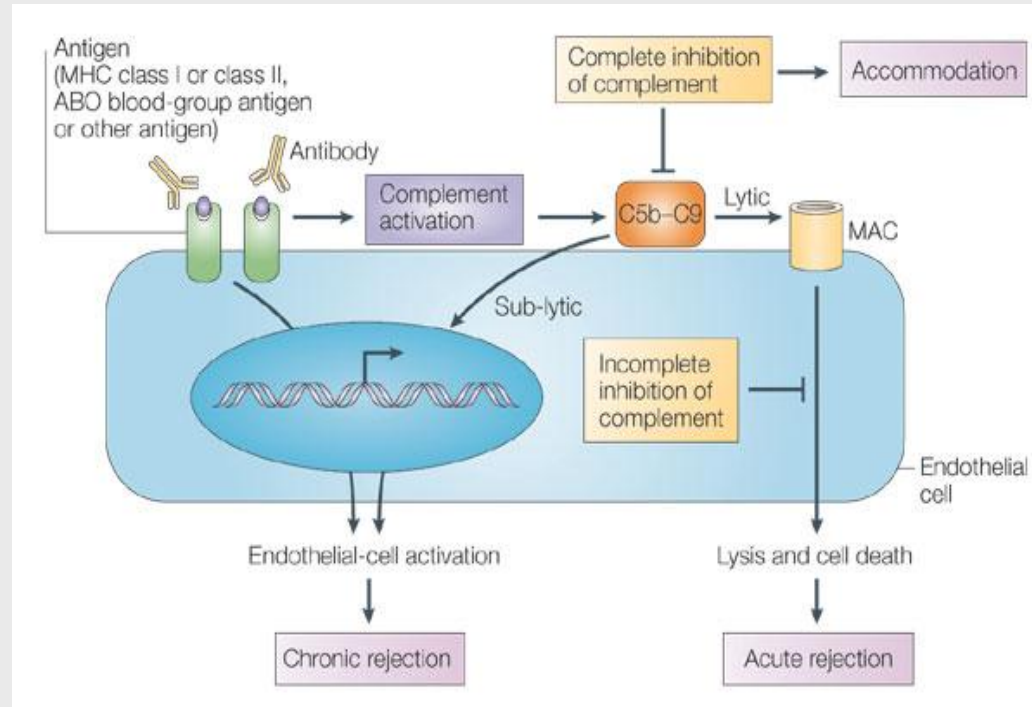 Antigen
(MHC class I or class II,
ABO blood-group antigen
or other antigen)
Antibody
Complement
activation
Complete inhibition
of complement
Accommodation
C5b–C9
Lytic
MAC
Sub-lytic
Incomplete
inhibition of
complement
Endothelial
cell
Endothelial-cell activation
Lysis and cell death
Chronic rejection
Acute rejection